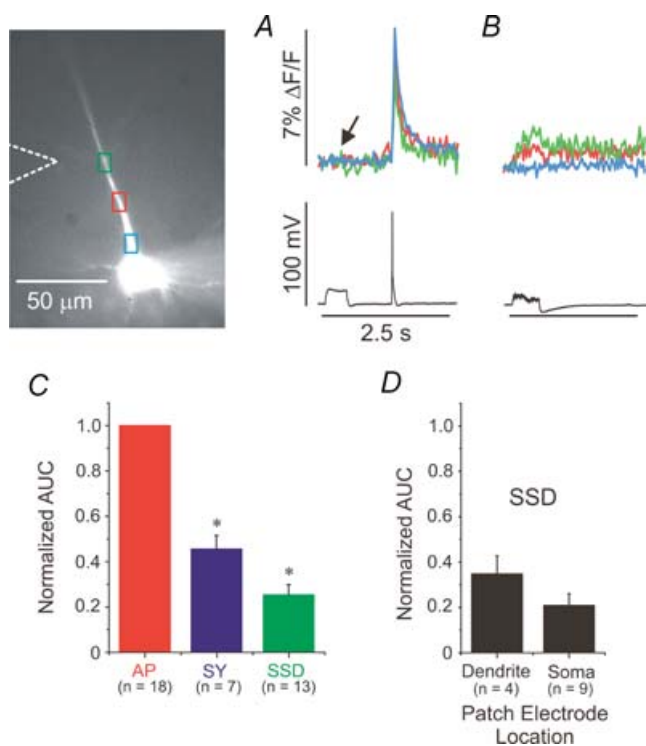 A
B
7% ΔF/F
100 mV
50 μm
2.5 s
C
D
Normalized AUC
1.0
0.8
0.6
0.4
0.2
0
*
*
AP
(n = 18)
SY
(n = 7)
SSD
(n = 13)
Normalized AUC
1.0
0.8
0.6
0.4
0.2
0
SSD
Dendrite
(n = 4)
Soma
(n = 9)
Patch Electrode
Location